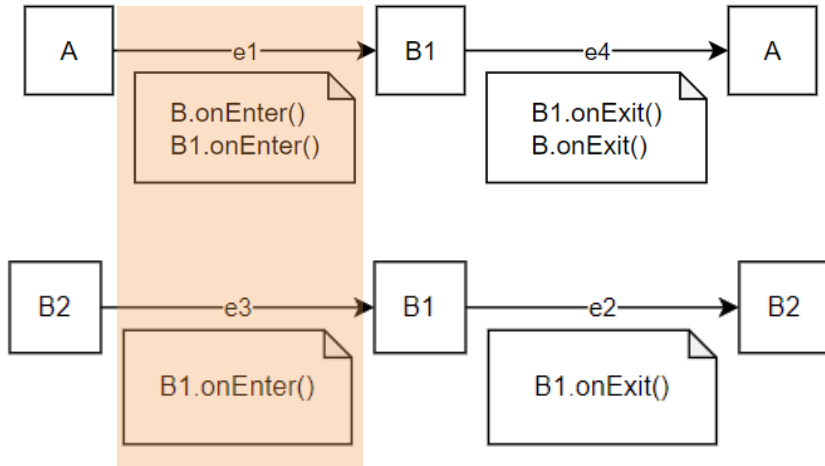 A
e1
B1
e4
A
B.onEnter()
B1.onEnter()
B1.onExit()
B.onExit()
B2
e3
B1
e2
B2
B1.onEnter()
B1.onExit()